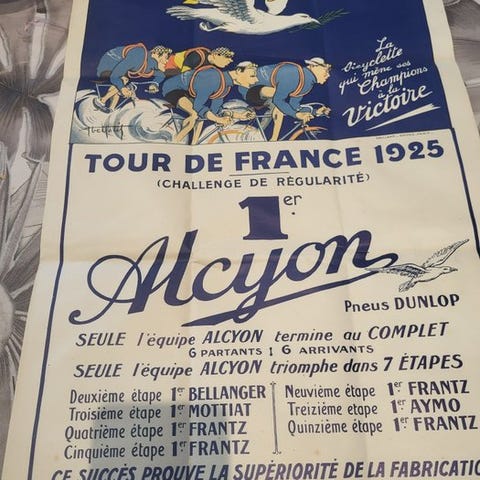 La
bicyclette
qui mène ses
Champions
à la
Victoire
TOUR DE FRANCE 1925
(CHALLENGE DE RÉGULARITÉ)
1er
Alcyon
Pneus DUNLOP
SEULE l'équipe ALCYON termine au COMPLET
6 PARTANTS 6 ARRIVANTS
SEULE l'équipe ALCYON triomphe dans 7 ÉTAPES
Deuxième étape 1er BELLANGER
Troisième étape 1er MOTTIAT
Quatrième étape 1er FRANTZ
Cinquième étape 1er FRANTZ
Neuvième étape 1er FRANTZ
Treizième étape 1er AYMO
Quinzième étape 1er FRANTZ
CE SUCCÈS PROUVE LA SUPÉRIORITÉ DE LA FABRICATIO